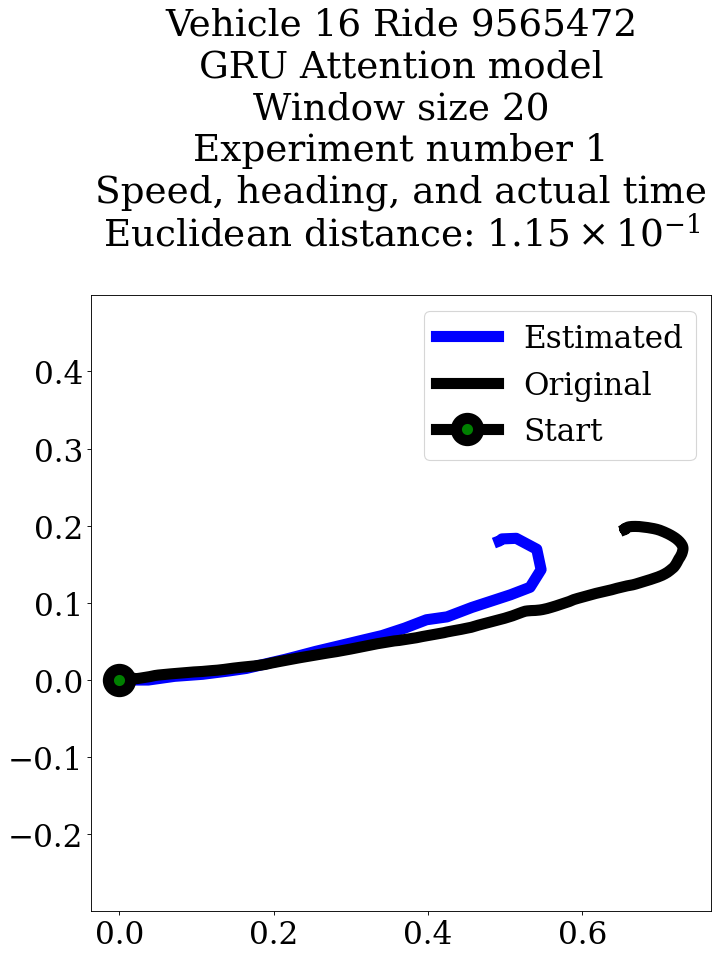 Vehicle 16 Ride 9565472
GRU Attention model
Window size 20
Experiment number 1
Speed, heading, and actual time
Euclidean distance: 1.15 × 10⁻¹
Estimated
Original
Start
0.4
0.3
0.2
0.1
0.0
−0.1
−0.2
0.0 0.2 0.4 0.6